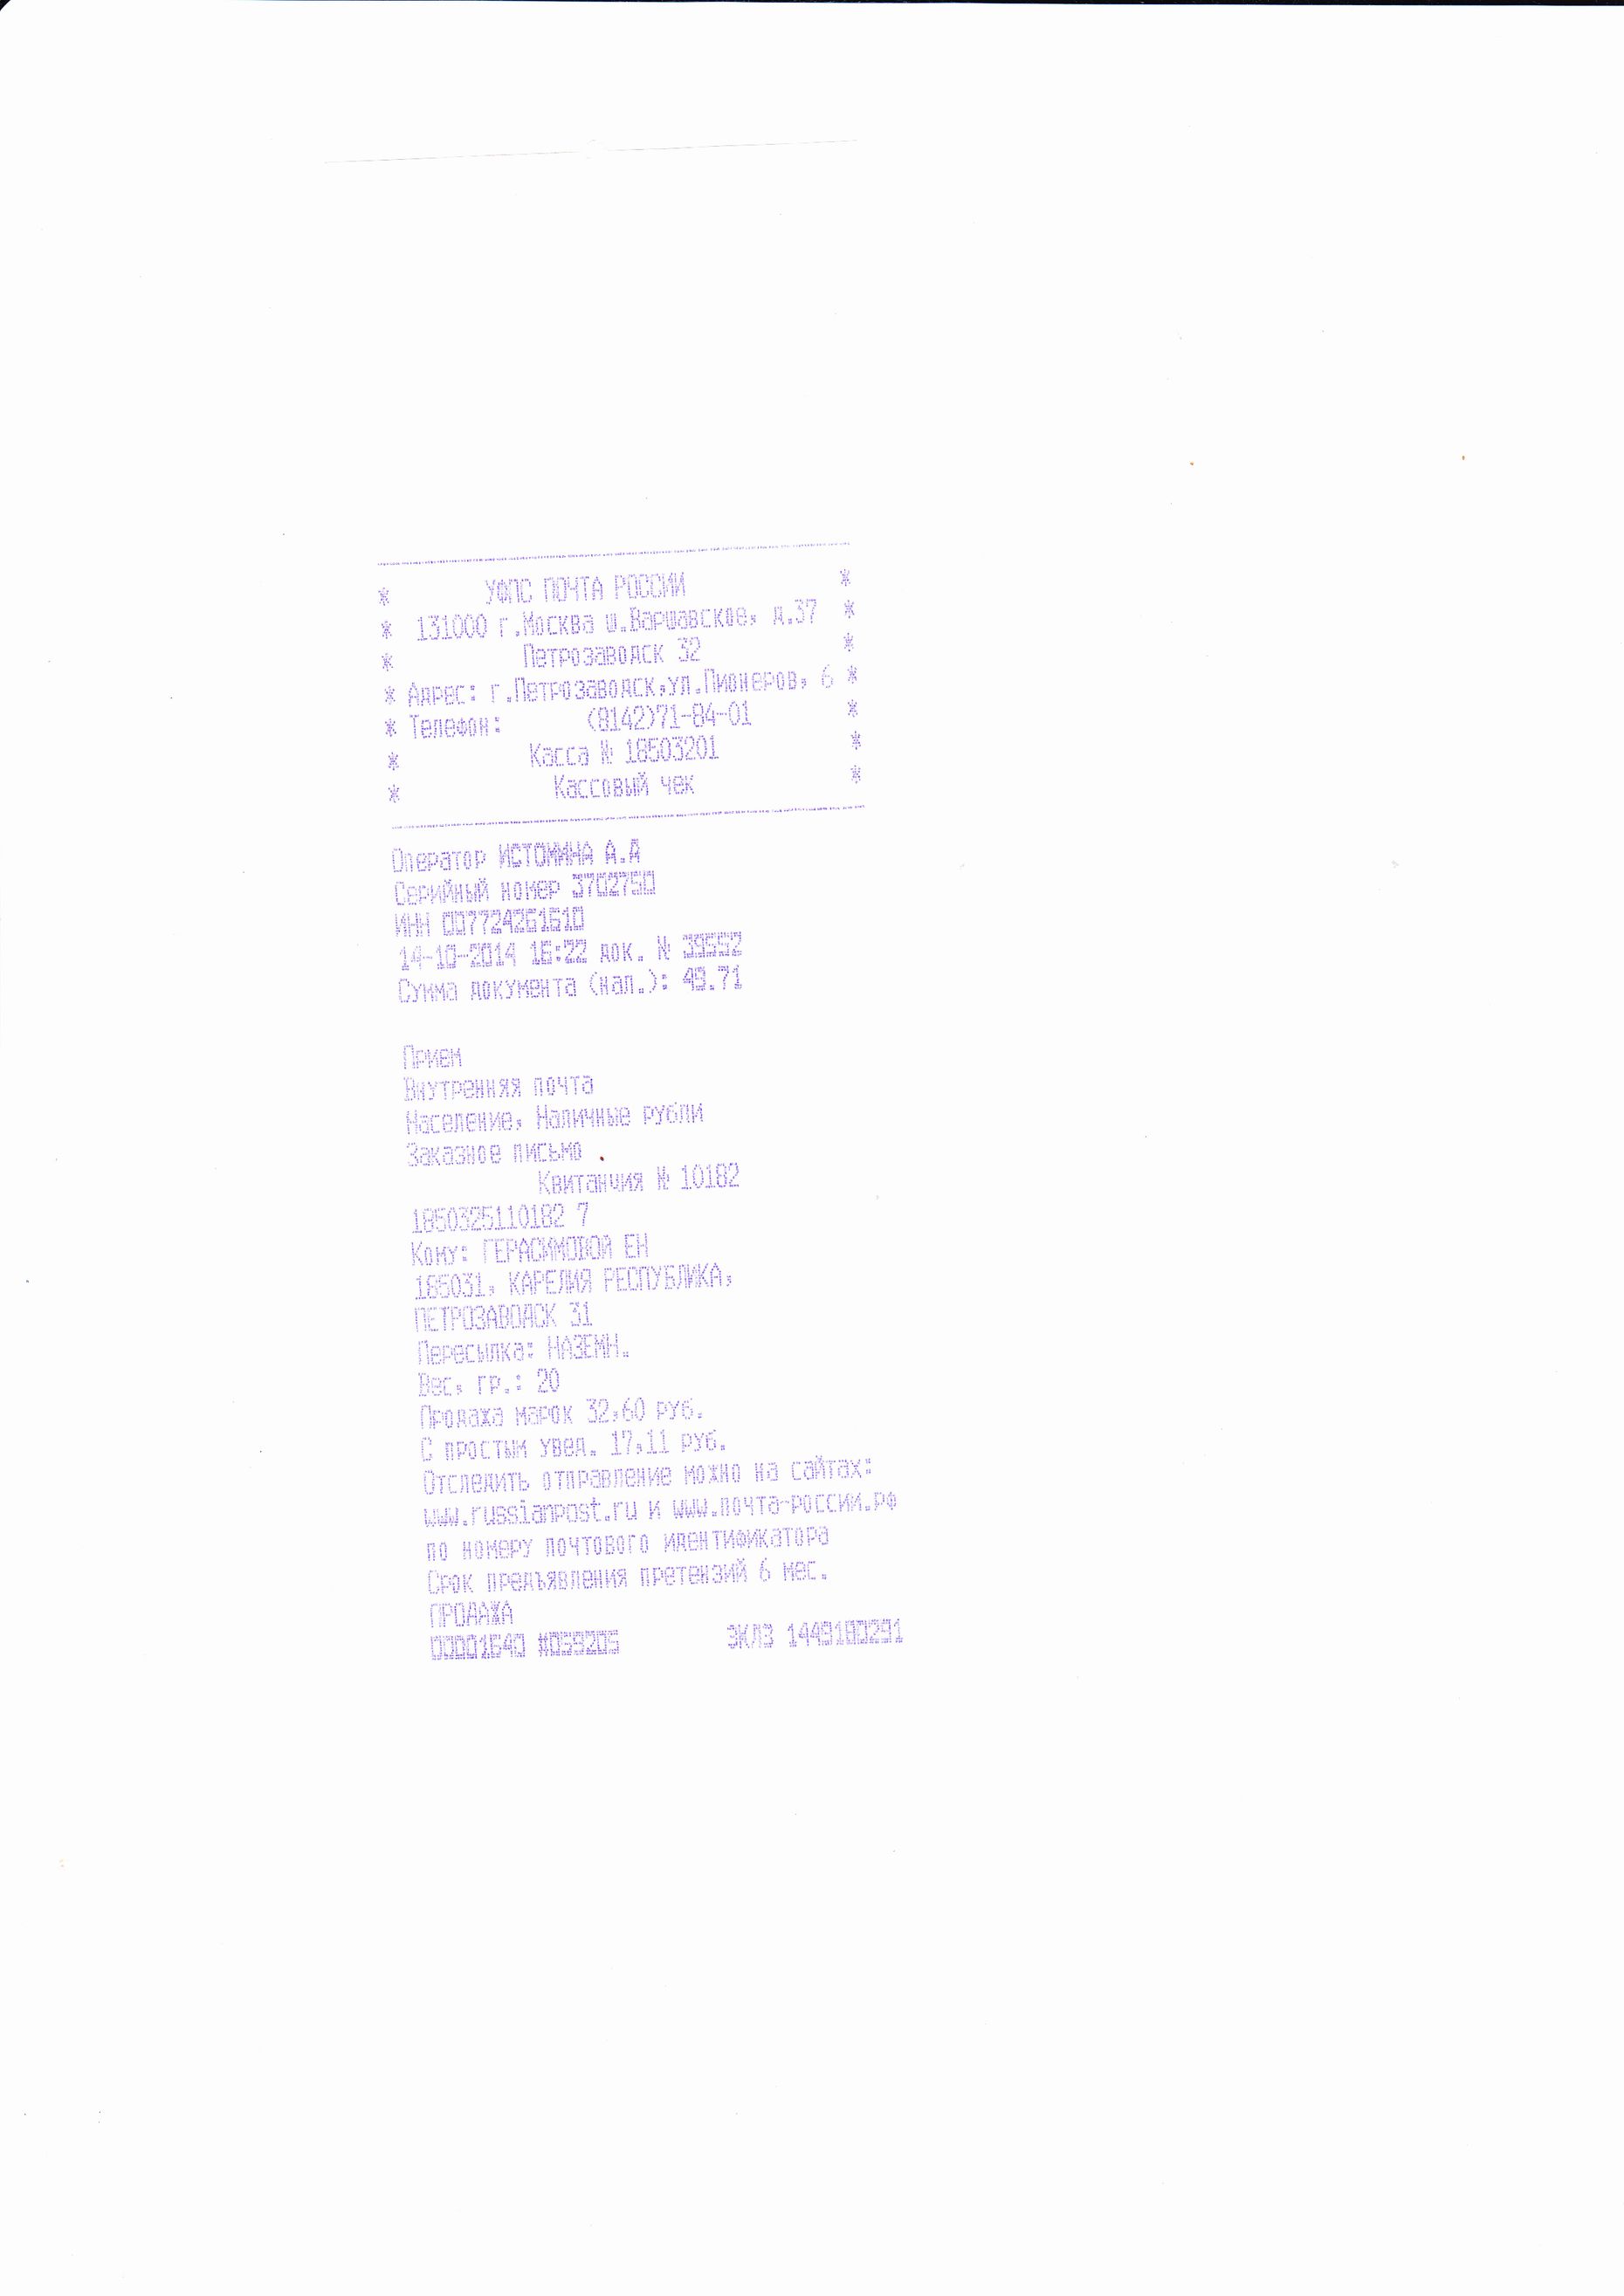 * УФПС ПОЧТА РОССИИ *
* 131000 г.Москва ш.Варшавское, д.37 *
* Петрозаводск 32 *
* Адрес: г.Петрозаводск,ул.Пионеров, 6 *
* Телефон: (8142)71-84-01 *
* Касса № 18503201 *
* Кассовый чек *
Оператор ИСТОМИНА А.А
Серийный номер 3702750
ИНН 007724261610
14-10-2014 16:22 док. № 39552
Сумма документа (нал.): 49.71
Прием
Внутренняя почта
Население, Наличные рубли
Заказное письмо
Квитанция № 10182
1850325110182 7
Кому: ГЕРАСИМОВОЙ ЕН
185031, КАРЕЛИЯ РЕСПУБЛИКА,
ПЕТРОЗАВОДСК 31
Пересылка: НАЗЕМН.
Вес, гр.: 20
Продажа марок 32,60 руб.
С простым увед. 17,11 руб.
Отследить отправление можно на сайтах:
www.russianpost.ru и www.почта-россии.рф
по номеру почтового идентификатора
Срок предъявления претензий 6 мес.
ПРОДАЖА
00001640 #059205 ЭКЛЗ 1449180291